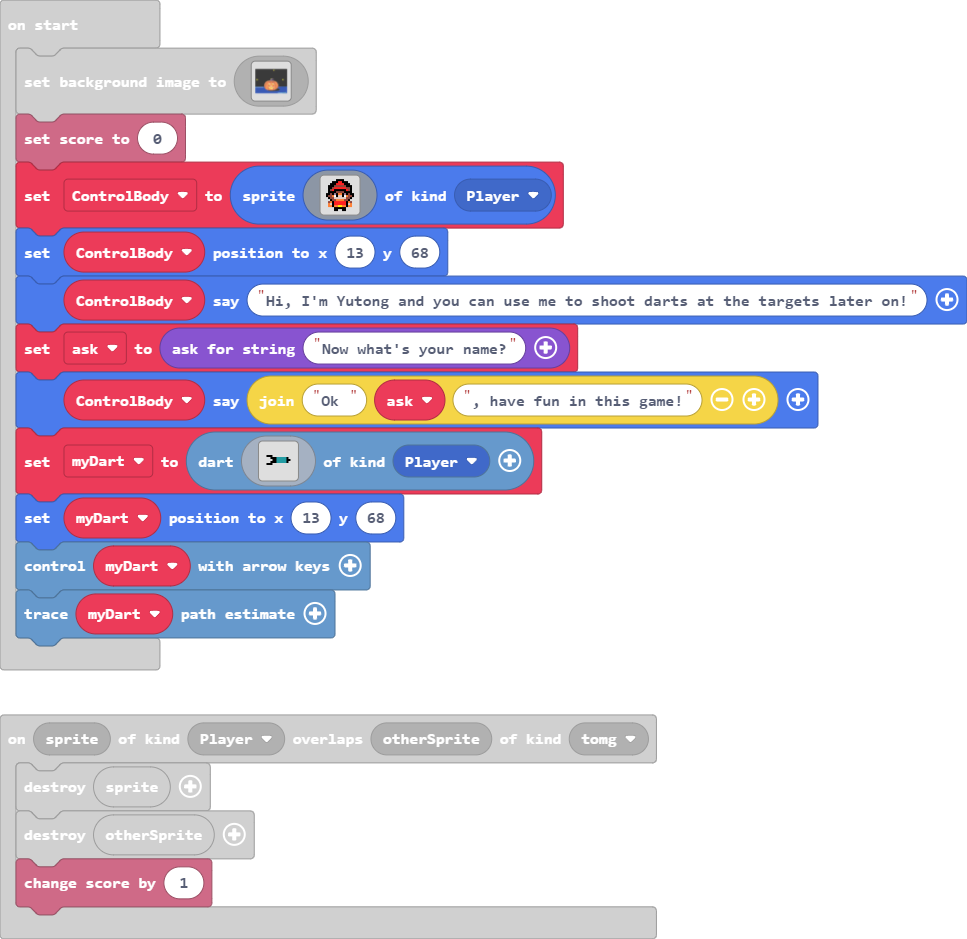 on start
set background image to
set score to 0
set ControlBody to sprite of kind Player
set ControlBody position to x 13 y 68
ControlBody say "Hi, I'm Yutong and you can use me to shoot darts at the targets later on!"
set ask to ask for string "Now what's your name?"
ControlBody say join "Ok " ask ", have fun in this game!"
set myDart to dart of kind Player
set myDart position to x 13 y 68
control myDart with arrow keys
trace myDart path estimate
on sprite of kind Player overlaps otherSprite of kind tomg
destroy sprite
destroy otherSprite
change score by 1